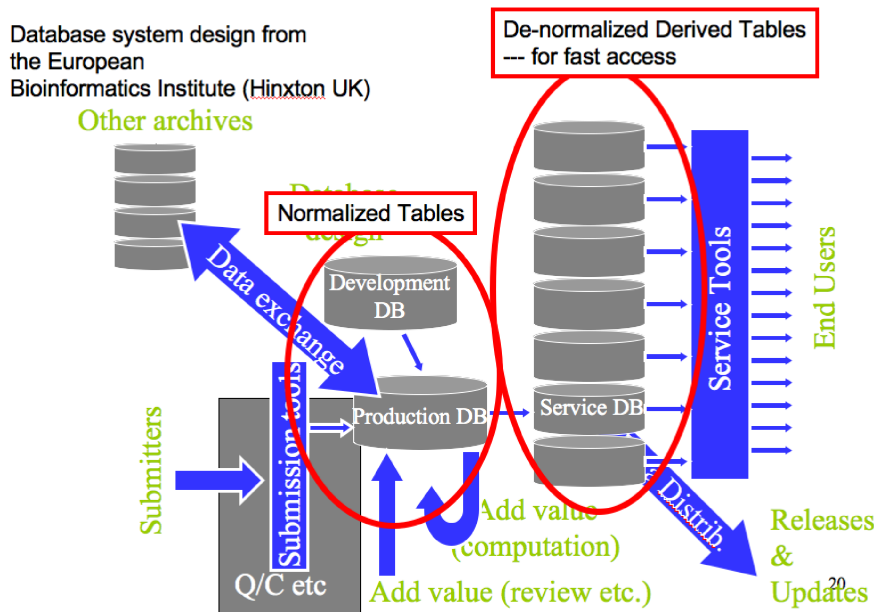 Database system design from
the European
Bioinformatics Institute (Hinxton UK)
De-normalized Derived Tables
--- for fast access
Other archives
Database
design
Normalized Tables
Data exchange
Development
DB
Production DB
Service DB
Service Tools
End Users
Submitters
Submission tools
Q/C etc
Add value
(computation)
Add value (review etc.)
Distrib.
Releases
&
Updates
20